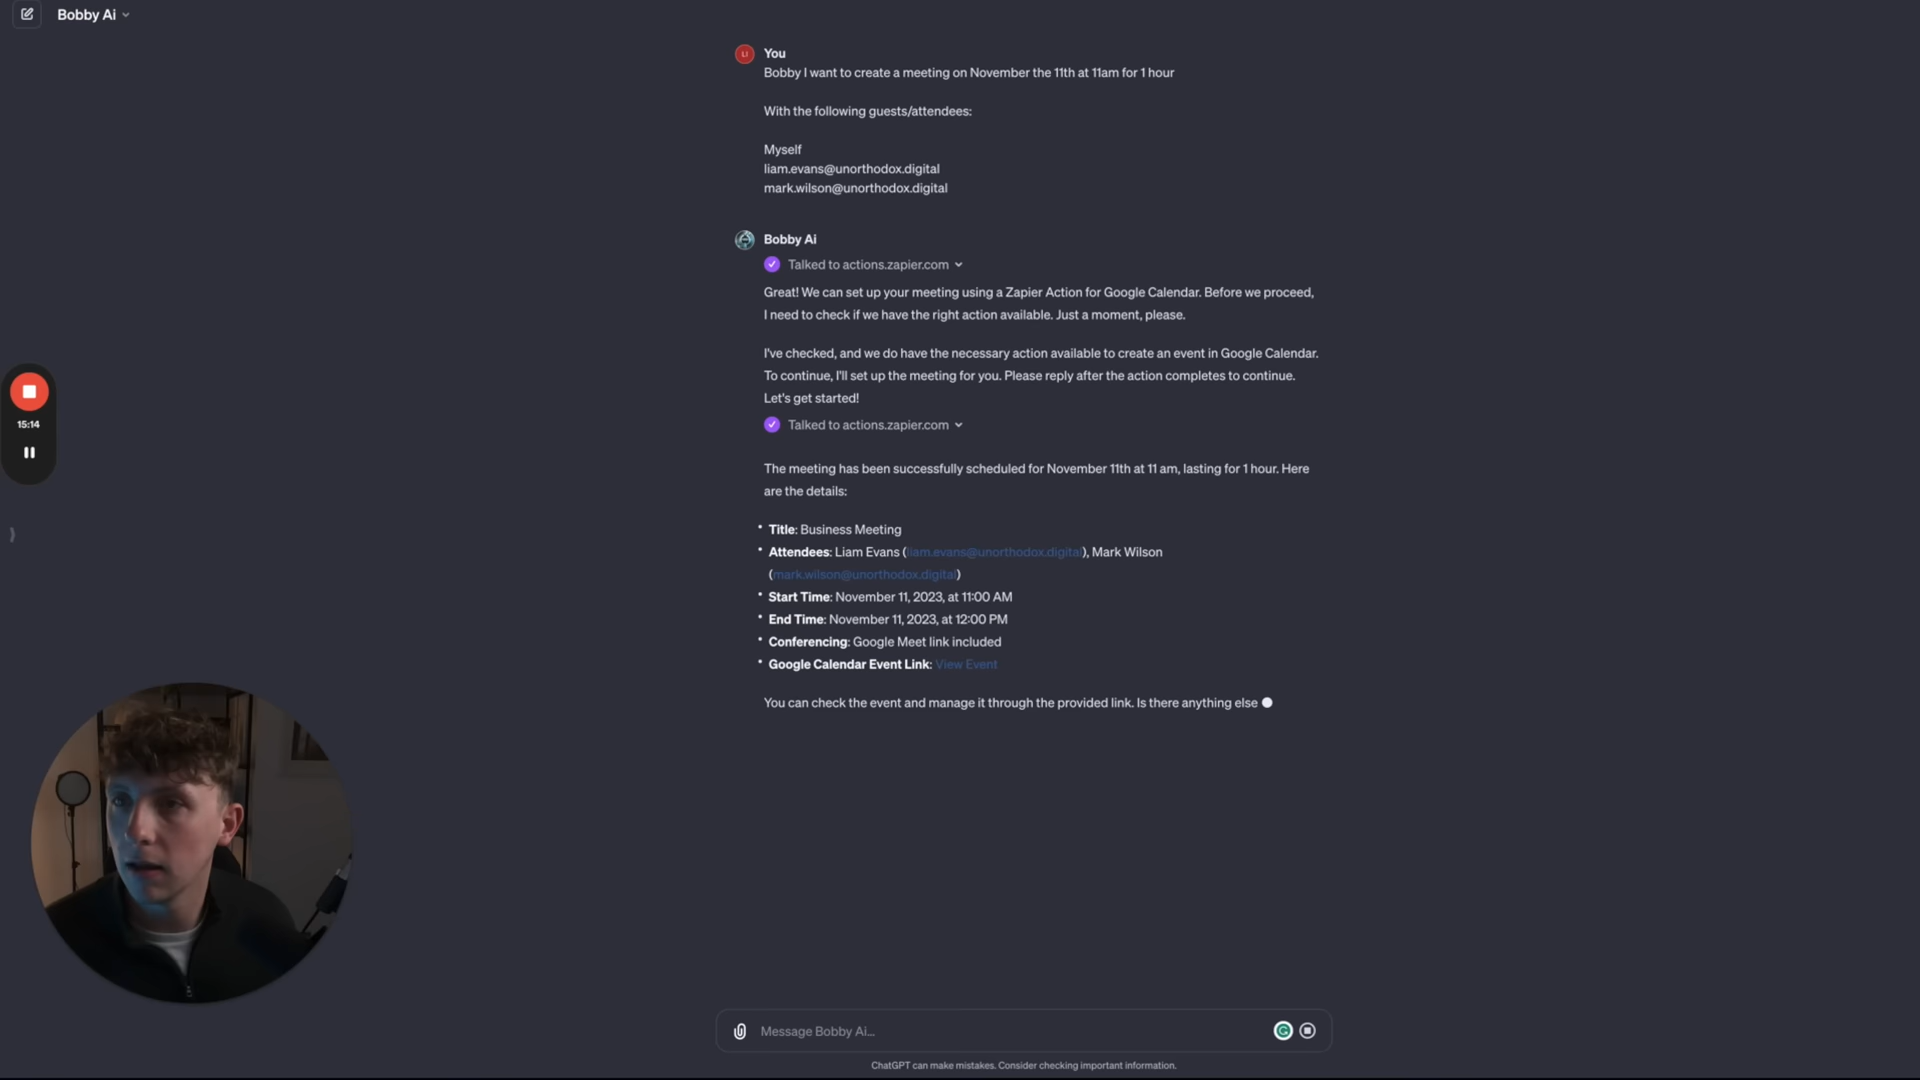 Bobby Ai
LI
You
Bobby I want to create a meeting on November the 11th at 11am for 1 hour
With the following guests/attendees:
Myself
liam.evans@unorthodox.digital
mark.wilson@unorthodox.digital
Bobby Ai
Talked to actions.zapier.com
Great! We can set up your meeting using a Zapier Action for Google Calendar. Before we proceed,
I need to check if we have the right action available. Just a moment, please.
I've checked, and we do have the necessary action available to create an event in Google Calendar.
To continue, I'll set up the meeting for you. Please reply after the action completes to continue.
Let's get started!
Talked to actions.zapier.com
15:14
The meeting has been successfully scheduled for November 11th at 11 am, lasting for 1 hour. Here
are the details:
• Title: Business Meeting
• Attendees: Liam Evans (liam.evans@unorthodox.digital), Mark Wilson
(mark.wilson@unorthodox.digital)
• Start Time: November 11, 2023, at 11:00 AM
• End Time: November 11, 2023, at 12:00 PM
• Conferencing: Google Meet link included
• Google Calendar Event Link: View Event
You can check the event and manage it through the provided link. Is there anything else
Message Bobby Ai...
ChatGPT can make mistakes. Consider checking important information.